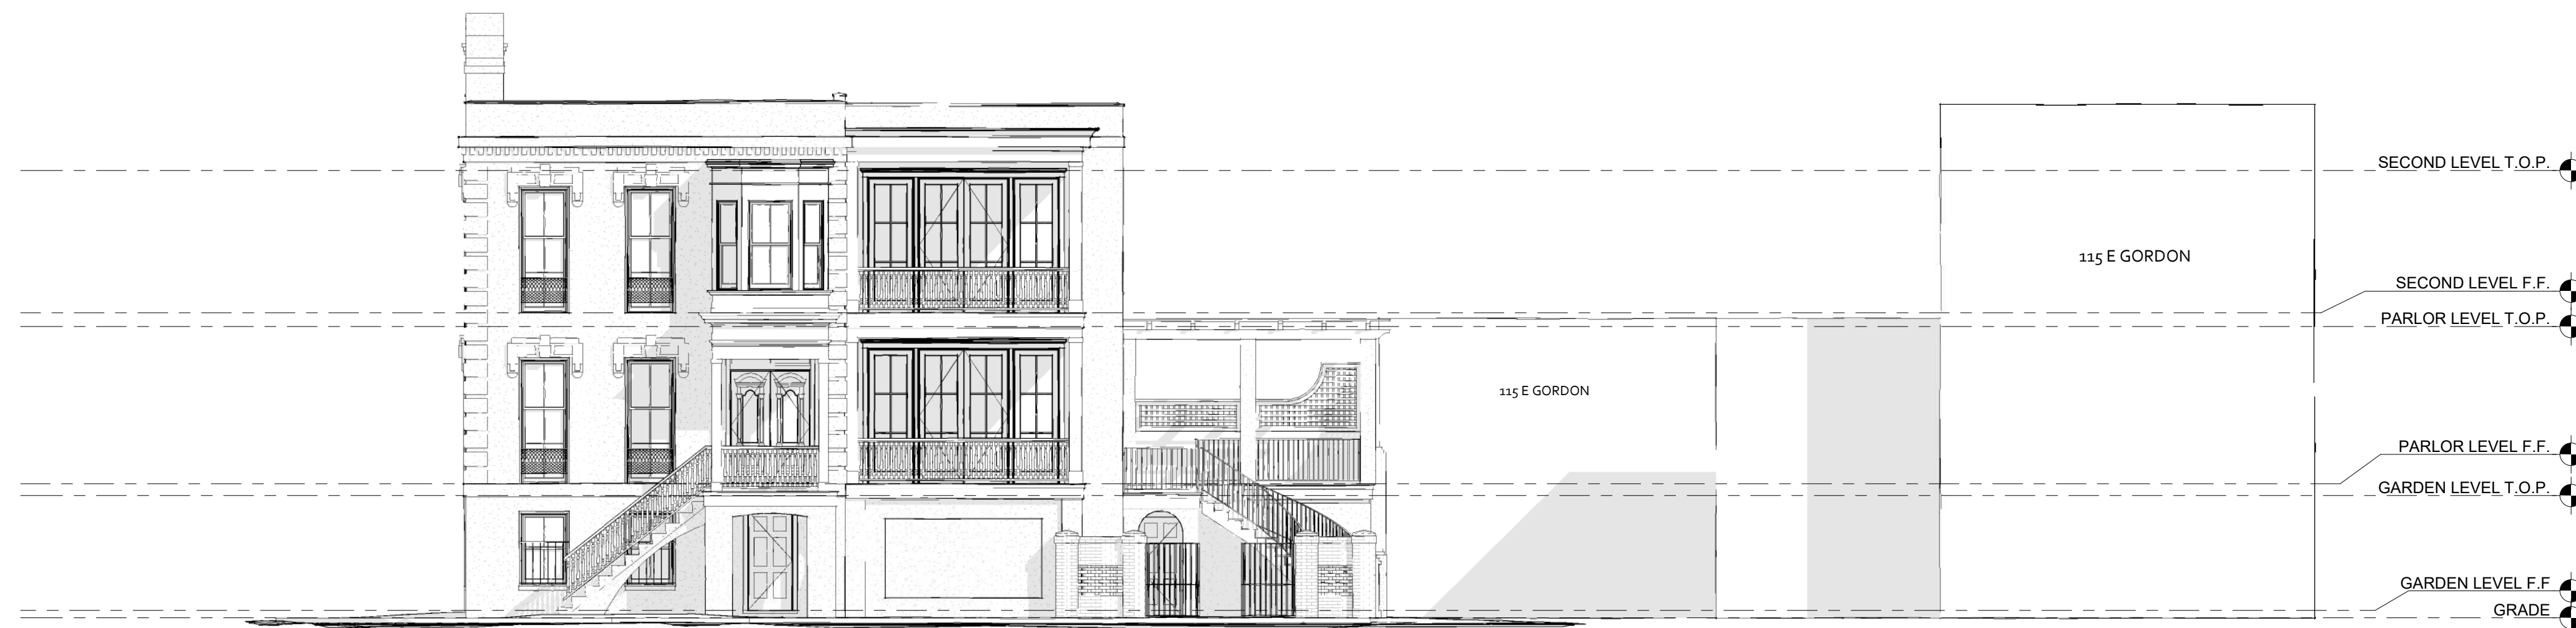 SECOND LEVEL T.O.P.
115 E GORDON
SECOND LEVEL F.F.
PARLOR LEVEL T.O.P.
115 E GORDON
PARLOR LEVEL F.F.
GARDEN LEVEL T.O.P.
GARDEN LEVEL F.F
GRADE